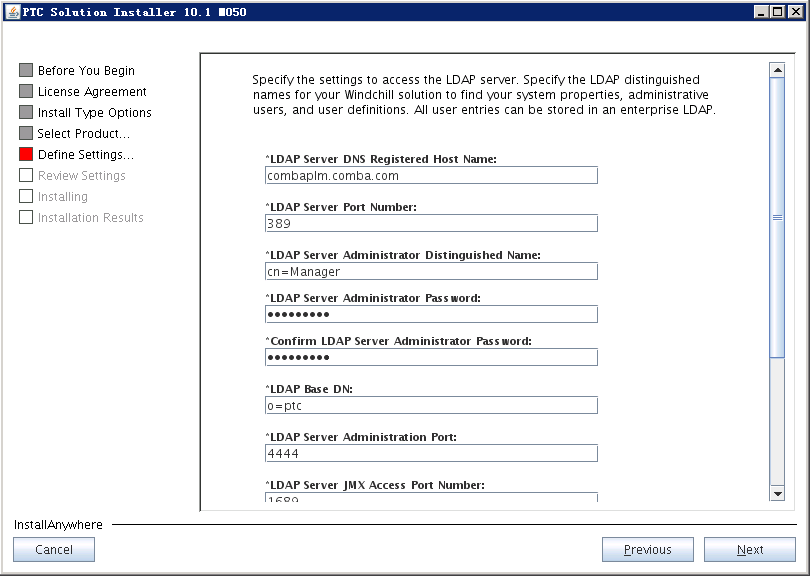 PTC Solution Installer 10.1 M050
Before You Begin
License Agreement
Install Type Options
Select Product...
Define Settings...
Review Settings
Installing
Installation Results
Specify the settings to access the LDAP server. Specify the LDAP distinguished
names for your Windchill solution to find your system properties, administrative
users, and user definitions. All user entries can be stored in an enterprise LDAP.
*LDAP Server DNS Registered Host Name:
combaplm.comba.com
*LDAP Server Port Number:
389
*LDAP Server Administrator Distinguished Name:
cn=Manager
*LDAP Server Administrator Password:
•••••••••
*Confirm LDAP Server Administrator Password:
•••••••••
*LDAP Base DN:
o=ptc
*LDAP Server Administration Port:
4444
*LDAP Server JMX Access Port Number:
1689
InstallAnywhere
Cancel
Previous
Next